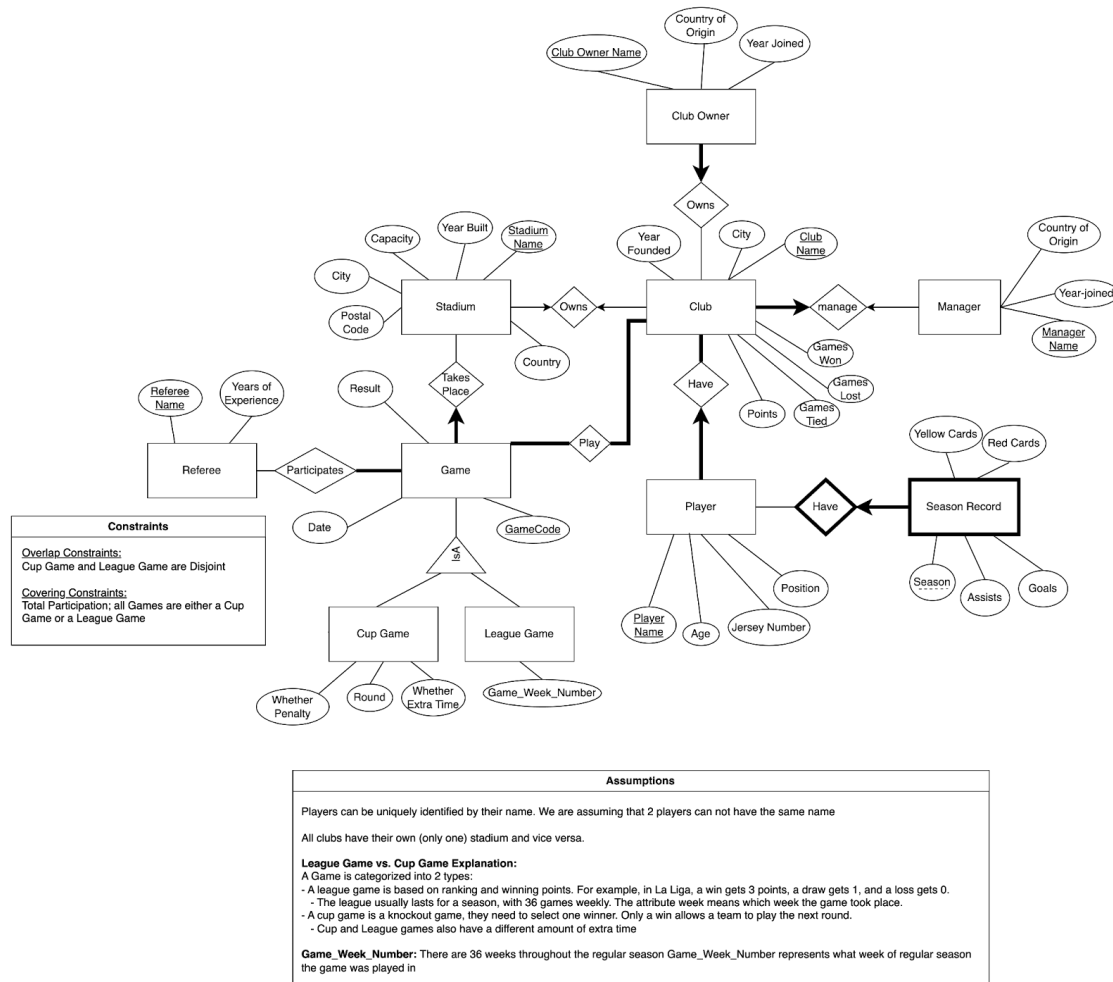 Country of
Origin
Club Owner Name
Year Joined
Club Owner
Owns
Capacity
Year Built
Stadium
Name
Year
Founded
City
Club
Name
Country of
Origin
City
Stadium
Owns
Club
manage
Manager
Year-joined
Postal
Code
Manager
Name
Country
Games
Won
Games
Lost
Games
Tied
Points
Takes
Place
Have
Result
Referee
Name
Years of
Experience
Play
Yellow Cards
Red Cards
Referee
Participates
Game
Player
Have
Season Record
Date
GameCode
IsA
Position
Season
Assists
Goals
Player
Name
Age
Jersey Number
Constraints
Overlap Constraints:
Cup Game and League Game are Disjoint
Covering Constraints:
Total Participation; all Games are either a Cup
Game or a League Game
Cup Game
League Game
Whether
Penalty
Round
Whether
Extra Time
Game_Week_Number
Assumptions
Players can be uniquely identified by their name. We are assuming that 2 players can not have the same name
All clubs have their own (only one) stadium and vice versa.
League Game vs. Cup Game Explanation:
A Game is categorized into 2 types:
- A league game is based on ranking and winning points. For example, in La Liga, a win gets 3 points, a draw gets 1, and a loss gets 0.
- The league usually lasts for a season, with 36 games weekly. The attribute week means which week the game took place.
- A cup game is a knockout game, they need to select one winner. Only a win allows a team to play the next round.
- Cup and League games also have a different amount of extra time
Game_Week_Number: There are 36 weeks throughout the regular season Game_Week_Number represents what week of regular season
the game was played in